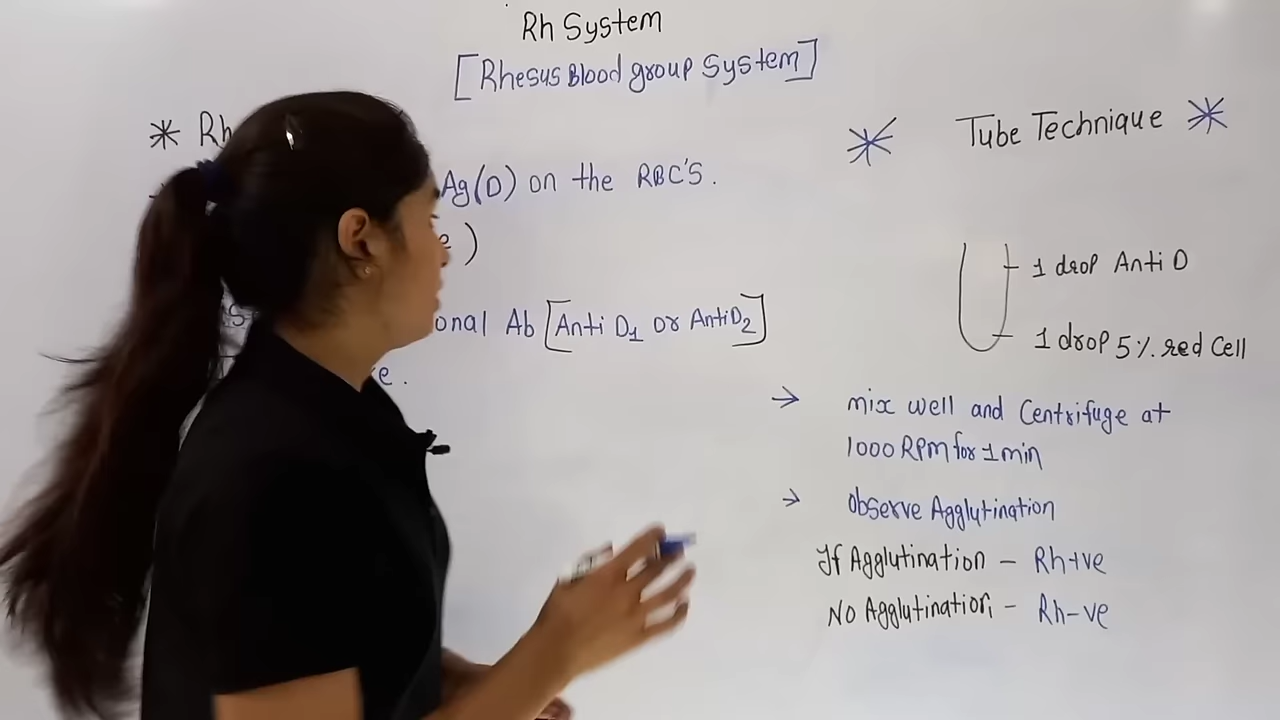 Rh System
[Rhesus Blood group System]
* Rh
Ag(D) on the RBC'S.
)
onal Ab [Anti D1 or AntiD2]
e.
* Tube Technique *
1 drop Anti D
1 drop 5% red Cell
→ mix well and Centrifuge at
1000 RPM for 1 min
→ Observe Agglutination
If Agglutination - Rh+ve
NO Agglutination - Rh-ve